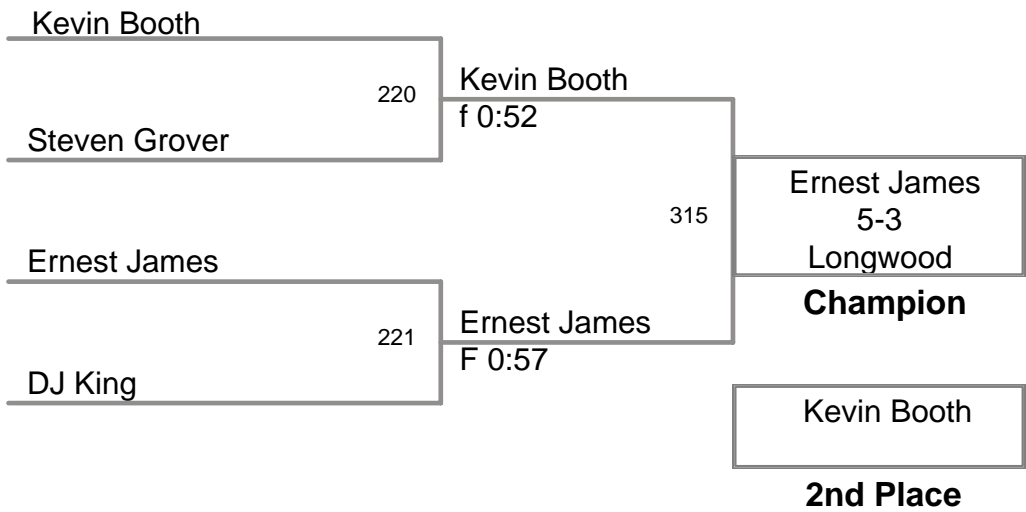 Kevin Booth
220
Kevin Booth
f 0:52
Steven Grover
315
Ernest James
5-3
Longwood
Champion
Ernest James
221
Ernest James
F 0:57
DJ King
Kevin Booth
2nd Place